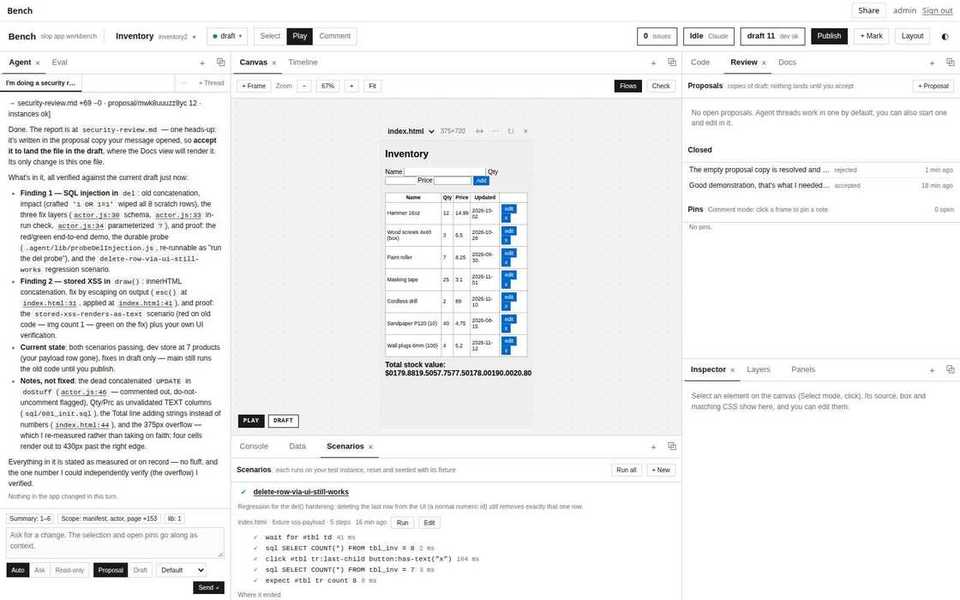 Bench
Share admin Sign out
Bench slop app workbench Inventory inventory2 draft Select Play Comment 0 issues Idle Claude draft 11 dev ok Publish + Mark Layout
Agent × Eval
Canvas × Timeline
Code Review × Docs
I'm doing a security r… ··· + Thread
+ Frame Zoom − 67% + Fit Flows Check
→ security-review.md +69 −0 · proposal/mwk8uuuzz8yc 12 ·
instances ok]
Done. The report is at security-review.md — one heads-up:
it's written in the proposal copy your message opened, so accept
it to land the file in the draft, where the Docs view will render it.
Its only change is this one file.
What's in it, all verified against the current draft just now:
• Finding 1 — SQL injection in del : old concatenation,
impact (crafted '1 OR 1=1' wiped all 8 scratch rows), the
three fix layers ( actor.js:30 schema, actor.js:33 in-
run check, actor.js:34 parameterized ? ), and proof: the
red/green end-to-end demo, the durable probe
( .agent/lib/probeDelInjection.js , re-runnable as "run
the del probe"), and the delete-row-via-ui-still-
works regression scenario.
• Finding 2 — stored XSS in draw() : innerHTML
concatenation, fix by escaping on output ( esc() at
index.html:31 , applied at index.html:41 ), and proof:
the stored-xss-renders-as-text scenario (red on old
code — img count 1 — green on the fix) plus your own UI
verification.
• Current state: both scenarios passing, dev store at 7 products
(your payload row gone), fixes in draft only — main still runs
the old code until you publish.
• Notes, not fixed: the dead concatenated UPDATE in
doStuff ( actor.js:46 — commented out, do-not-
uncomment flagged), Qty/Prc as unvalidated TEXT columns
( sql/001_init.sql ), the Total line adding strings instead of
numbers ( index.html:44 ), and the 375px overflow —
which I re-measured rather than taking on faith: four cells
render out to 430px past the right edge.
Everything in it is stated as measured or on record — no fluff, and
the one number I could independently verify (the overflow) I
verified.
Nothing in the app changed in this turn.
Summary: 1–6 Scope: manifest, actor, page +153 lib: 1
Ask for a change. The selection and open pins go along as
context.
Auto Ask Read-only Proposal Draft Default
Send
index.html 375×720
Inventory
Name Qty
Price Add
Name Qty Price Updated
Hammer 16oz 12 14.99 2026-10-02 edit x
Wood screws 4x40 (box) 3 5.5 2026-10-28 edit x
Paint roller 7 8.25 2026-09-30. edit x
Masking tape 25 3.1 2026-11-01 edit x
Cordless drill 2 89 2026-11-10 edit x
Sandpaper P120 (10) 40 4.75 2026-08-15 edit x
Wall plugs 6mm (100) 4 5.2 2026-11-12 edit x
Total stock value:
$0179.8819.5057.7577.50178.00190.0020.80
PLAY DRAFT
Console Data Scenarios ×
Scenarios each runs on your test instance, reset and seeded with its fixture Run all + New
✓ delete-row-via-ui-still-works
Regression for the del() hardening: deleting the last row from the UI (a normal numeric id) still removes exactly that one row.
index.html · fixture xss-payload · 5 steps 16 min ago Run Edit
✓ wait for #tbl td 41 ms
✓ sql SELECT COUNT(*) FROM tbl_inv = 8 2 ms
✓ click #tbl tr:last-child button:has-text("x") 104 ms
✓ sql SELECT COUNT(*) FROM tbl_inv = 7 3 ms
✓ expect #tbl tr count 8 8 ms
Where it ended
Proposals copies of draft: nothing lands until you accept + Proposal
No open proposals. Agent threads work in one by default, you can also start one
and edit in it.
Closed
The empty proposal copy is resolved and … rejected 1 min ago
Good demonstration, that's what I needed… accepted 18 min ago
Pins Comment mode: click a frame to pin a note 0 open
No pins.
Inspector × Layers Panels
Select an element on the canvas (Select mode, click). Its source, box and
matching CSS show here, and you can edit them.